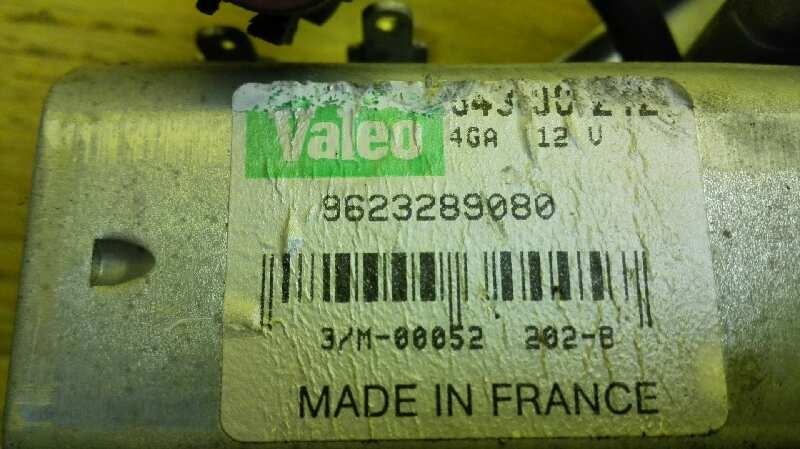 Valeo
4GA 12 V
9623289080
3/M-00052 202-B
MADE IN FRANCE